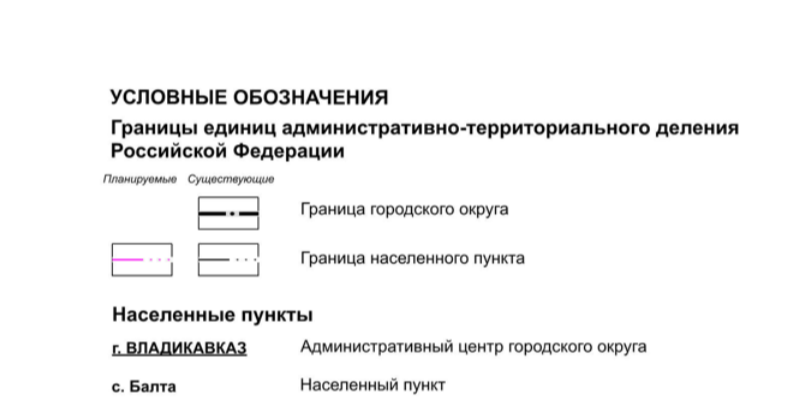 УСЛОВНЫЕ ОБОЗНАЧЕНИЯ
Границы единиц административно-территориального деления
Российской Федерации
Планируемые Существующие
Граница городского округа
Граница населенного пункта
Населенные пункты
г. ВЛАДИКАВКАЗ Административный центр городского округа
с. Балта Населенный пункт